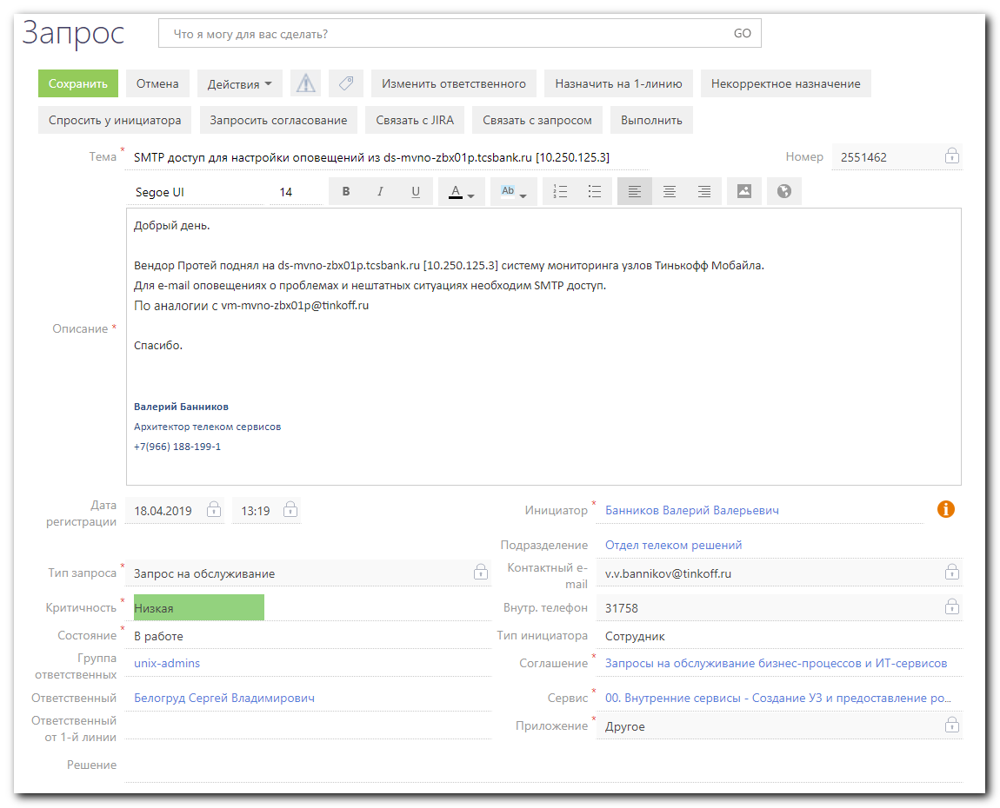 Запрос
Что я могу для вас сделать? GO
Сохранить Отмена Действия Изменить ответственного Назначить на 1-линию Некорректное назначение
Спросить у инициатора Запросить согласование Связать с JIRA Связать с запросом Выполнить
Тема * SMTP доступ для настройки оповещений из ds-mvno-zbx01p.tcsbank.ru [10.250.125.3] Номер 2551462
Segoe UI 14 B I U A Ab
Добрый день.
Вендор Протей поднял на ds-mvno-zbx01p.tcsbank.ru [10.250.125.3] систему мониторинга узлов Тинькофф Мобайла.
Для e-mail оповещениях о проблемах и нештатных ситуациях необходим SMTP доступ.
По аналогии с vm-mvno-zbx01p@tinkoff.ru
Описание *
Спасибо.
Валерий Банников
Архитектор телеком сервисов
+7(966) 188-199-1
Дата
регистрации 18.04.2019 13:19 Инициатор * Банников Валерий Валерьевич
Подразделение Отдел телеком решений
Тип запроса * Запрос на обслуживание Контактный e-
mail v.v.bannikov@tinkoff.ru
Критичность * Низкая Внутр. телефон 31758
Состояние * В работе Тип инициатора Сотрудник
Группа
ответственных unix-admins Соглашение * Запросы на обслуживание бизнес-процессов и ИТ-сервисов
Ответственный Белогруд Сергей Владимирович Сервис * 00. Внутренние сервисы - Создание УЗ и предоставление ро...
Ответственный
от 1-й линии Приложение * Другое
Решение